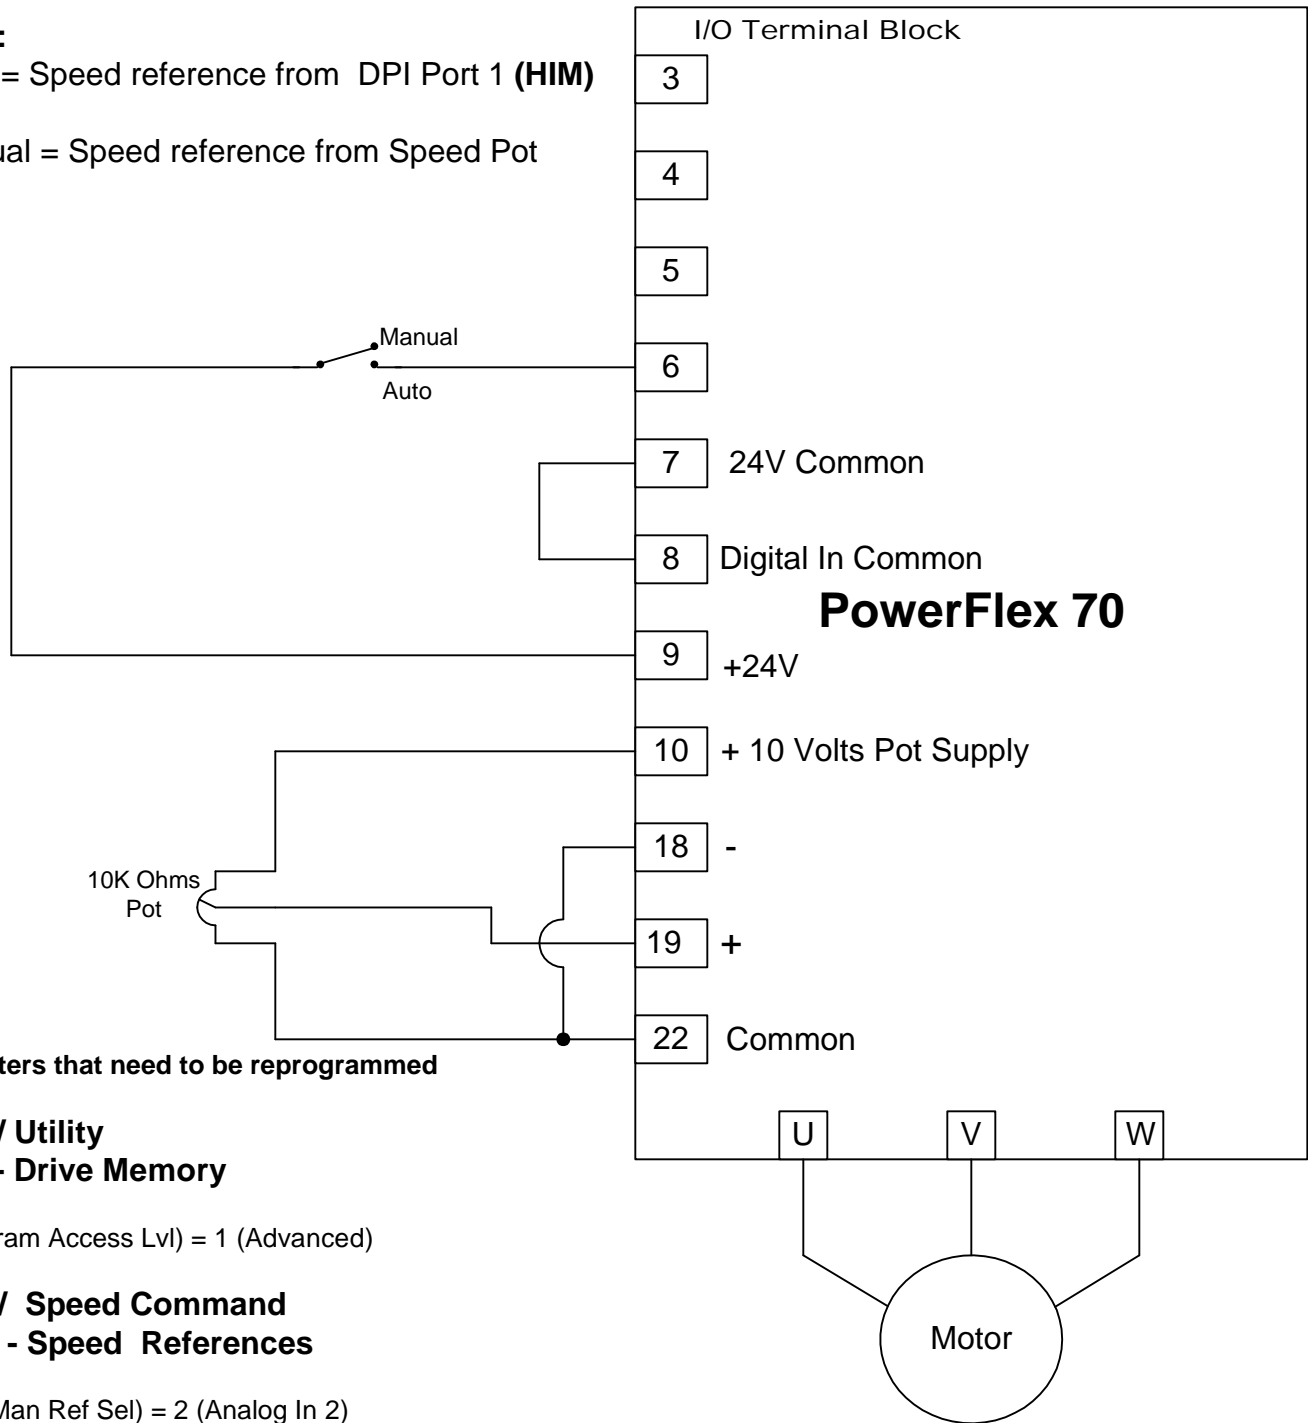 :
I/O Terminal Block
= Speed reference from DPI Port 1 (HIM)
3
ual = Speed reference from Speed Pot
4
5
Manual
6
Auto
7 24V Common
8 Digital In Common
PowerFlex 70
9 +24V
10 + 10 Volts Pot Supply
18 -
10K Ohms
Pot
19 +
22 Common
ters that need to be reprogrammed
/ Utility
- Drive Memory
U V W
ram Access Lvl) = 1 (Advanced)
/ Speed Command
- Speed References
Motor
Man Ref Sel) = 2 (Analog In 2)